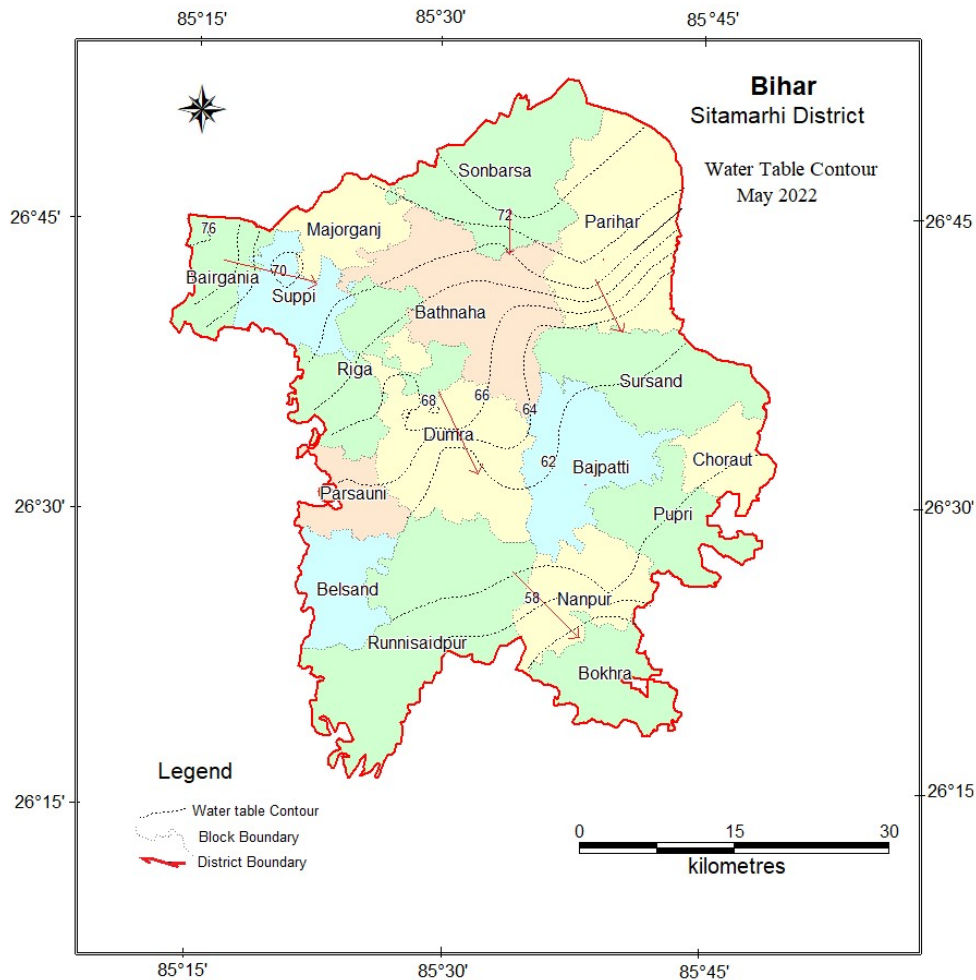 85°15'
85°30'
85°45'
Bihar
Sitamarhi District
Water Table Contour
May 2022
Sonbarsa
26°45'
26°45'
76
Majorganj
72
Parihar
Bairgania
70
Suppi
Bathnaha
Riga
68
66
64
Sursand
Dumra
62
Bajpatti
Choraut
Parsauni
26°30'
26°30'
Pupri
Belsand
58
Nanpur
Runnisaidpur
Bokhra
Legend
26°15'
26°15
Water table Contour
Block Boundary
District Boundary
0
15
30
kilometres
85°15'
85°30'
85°45'